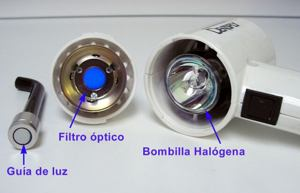 Filtro óptico
Bombilla Halógena
Guía de luz